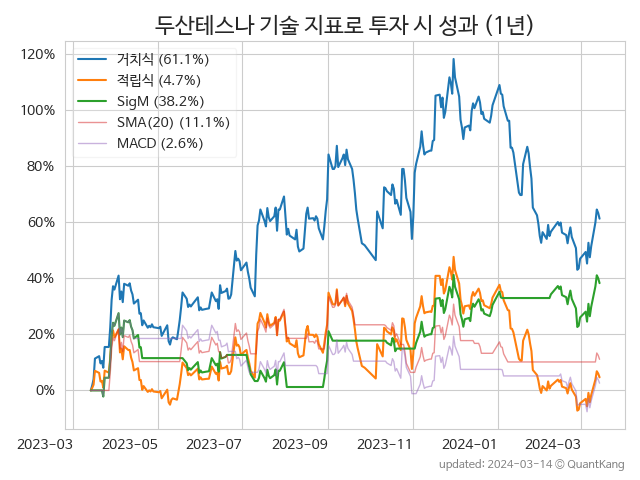 두산테스나 기술 지표로 투자 시 성과 (1년)
120%
100%
80%
60%
40%
20%
0%
거치식 (61.1%)
적립식 (4.7%)
SigM (38.2%)
SMA(20) (11.1%)
MACD (2.6%)
2023-03 2023-05 2023-07 2023-09 2023-11 2024-01 2024-03
updated: 2024-03-14 ⓒ QuantKang